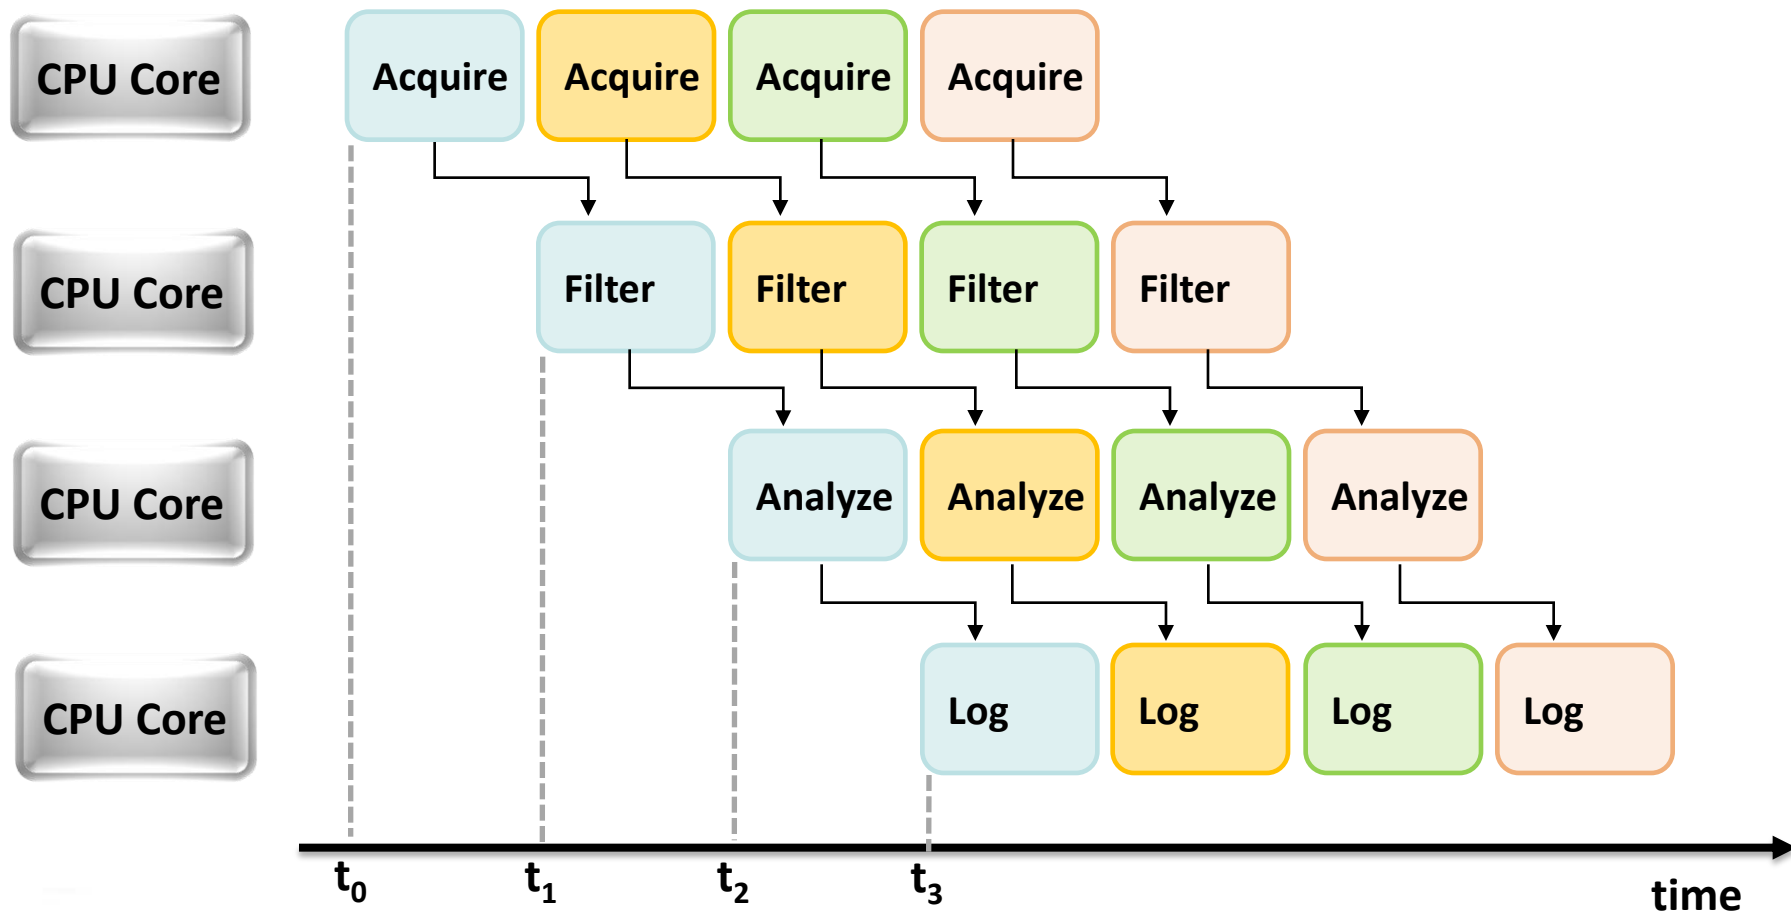 CPU Core Acquire Acquire Acquire Acquire
CPU Core Filter Filter Filter Filter
CPU Core Analyze Analyze Analyze Analyze
CPU Core Log Log Log Log
t0 t1 t2 t3
time